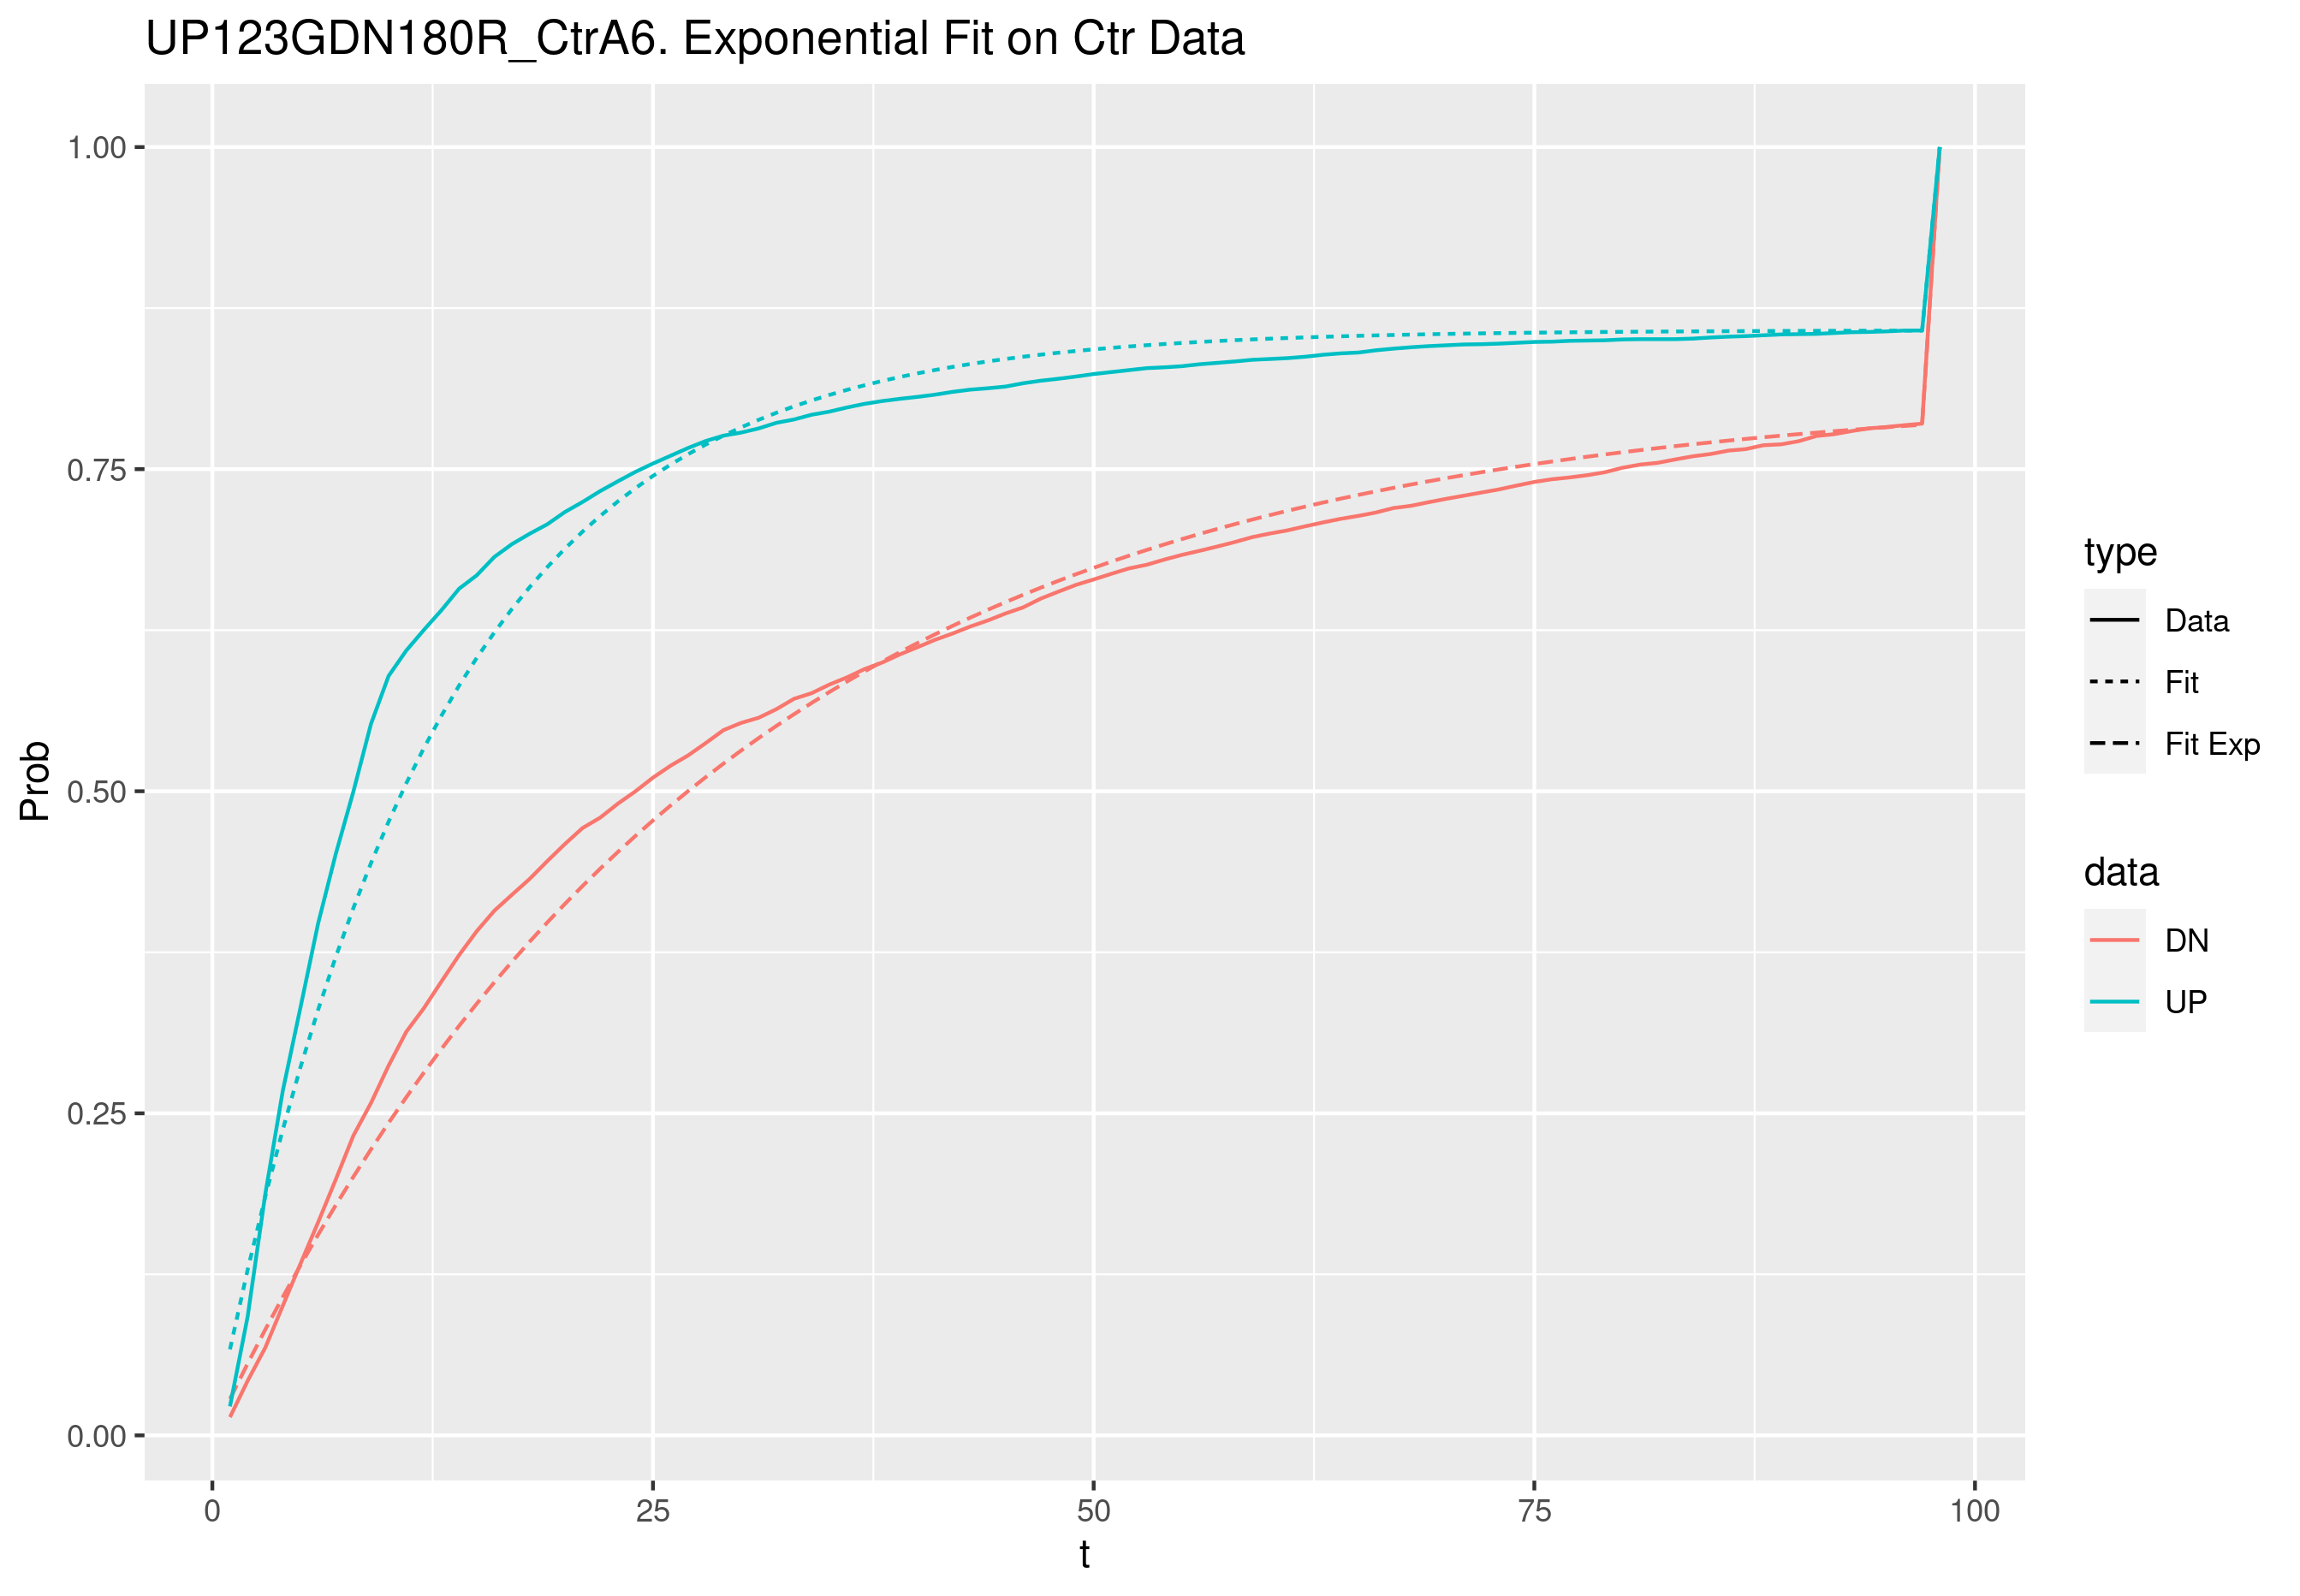 UP123GDN180R_CtrA6. Exponential Fit on Ctr Data
1.00
0.75
0.50
0.25
0.00
Prob
0
25
50
75
100
t
type
Data
Fit
Fit Exp
data
DN
UP